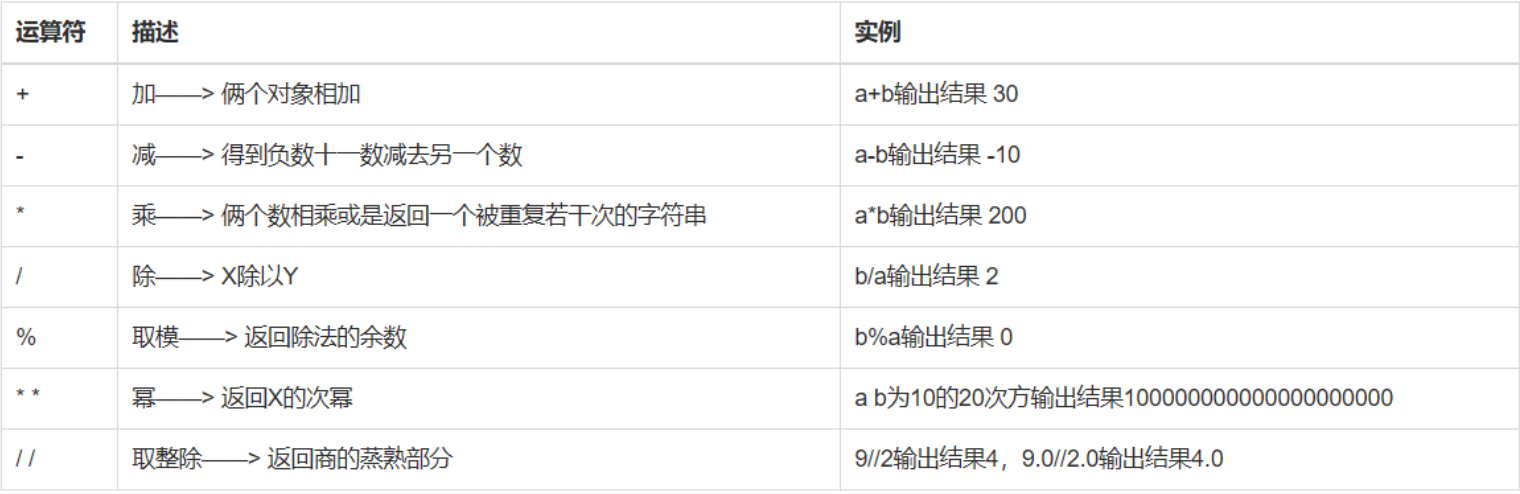 运算符 描述 实例
+ 加——> 俩个对象相加 a+b输出结果 30
- 减——> 得到负数十一数减去另一个数 a-b输出结果 -10
* 乘——> 俩个数相乘或是返回一个被重复若干次的字符串 a*b输出结果 200
/ 除——> X除以Y b/a输出结果 2
% 取模——> 返回除法的余数 b%a输出结果 0
* * 幂——> 返回X的次幂 a b为10的20次方输出结果100000000000000000000
/ / 取整除——> 返回商的蒸熟部分 9//2输出结果4，9.0//2.0输出结果4.0